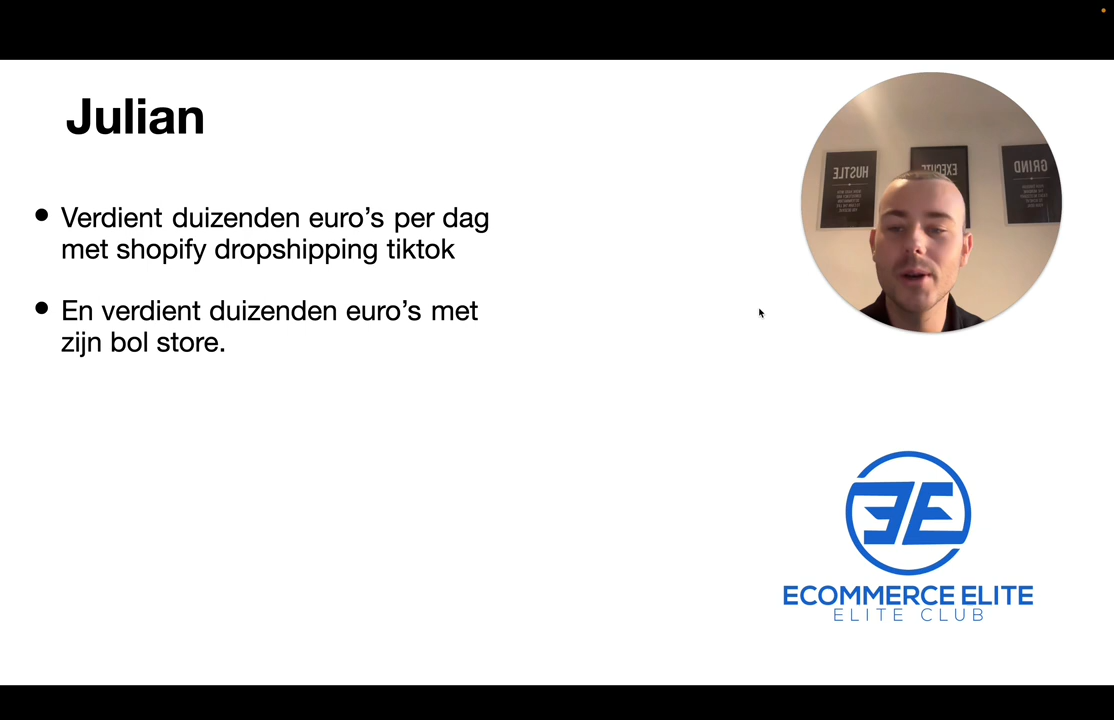 Julian
• Verdient duizenden euro’s per dag
met shopify dropshipping tiktok
• En verdient duizenden euro’s met
zijn bol store.
HUSTLE
EXECUTE
GRIND
ECOMMERCE ELITE
ELITE CLUB